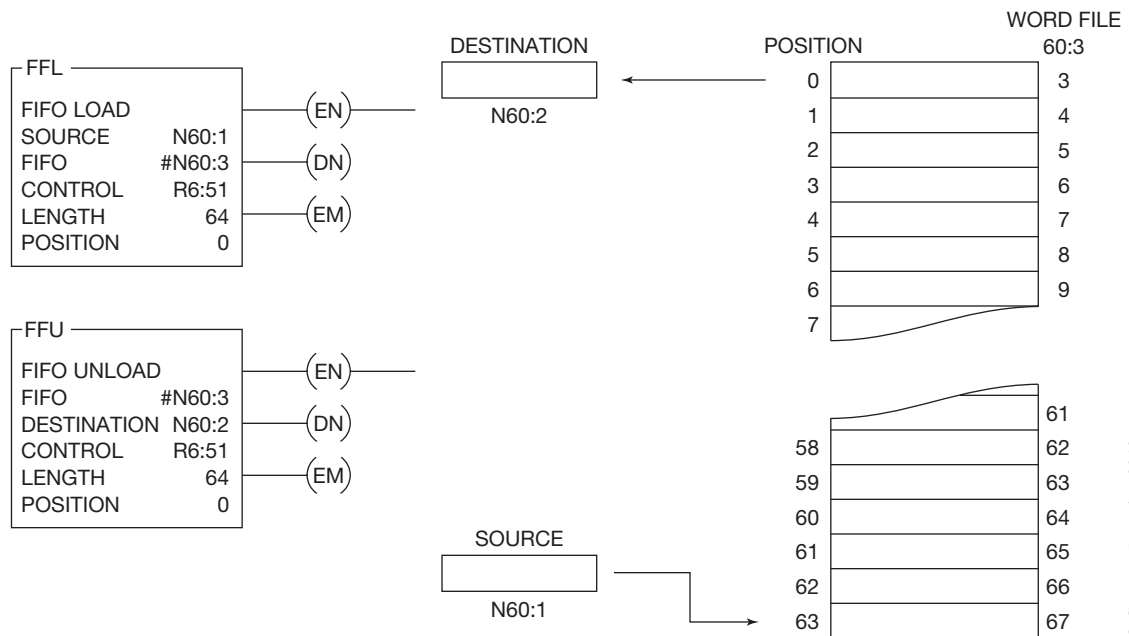 FFL
FIFO LOAD
SOURCE N60:1
FIFO #N60:3
CONTROL R6:51
LENGTH 64
POSITION 0
(EN)
(DN)
(EM)
FFU
FIFO UNLOAD
FIFO #N60:3
DESTINATION N60:2
CONTROL R6:51
LENGTH 64
POSITION 0
(EN)
(DN)
(EM)
DESTINATION
N60:2
SOURCE
N60:1
WORD FILE
POSITION 60:3
0 3
1 4
2 5
3 6
4 7
5 8
6 9
7
61
58 62
59 63
60 64
61 65
62 66
63 67